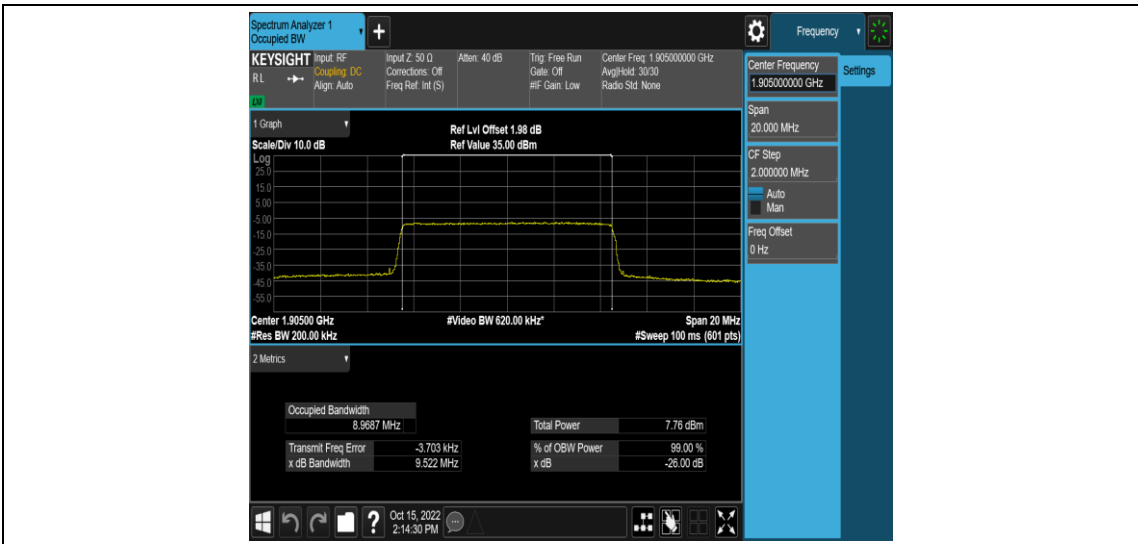 Spectrum Analyzer 1
Occupied BW
+
Frequency
KEYSIGHT
RL
LXI
Input: RF
Coupling: DC
Align: Auto
Input Z: 50 Ω
Corrections: Off
Freq Ref: Int (S)
Atten: 40 dB
Trig: Free Run
Gate: Off
#IF Gain: Low
Center Freq: 1.905000000 GHz
Avg|Hold: 30/30
Radio Std: None
Center Frequency
1.905000000 GHz
Settings
Span
20.000 MHz
CF Step
2.000000 MHz
Auto
Man
Freq Offset
0 Hz
1 Graph
Scale/Div 10.0 dB
Ref Lvl Offset 1.98 dB
Ref Value 35.00 dBm
Log
25.0
15.0
5.00
-5.00
-15.0
-25.0
-35.0
-45.0
-55.0
Center 1.90500 GHz
#Res BW 200.00 kHz
#Video BW 620.00 kHz*
Span 20 MHz
#Sweep 100 ms (601 pts)
2 Metrics
Occupied Bandwidth
8.9687 MHz
Total Power 7.76 dBm
Transmit Freq Error -3.703 kHz
% of OBW Power 99.00 %
x dB Bandwidth 9.522 MHz
x dB -26.00 dB
?
Oct 15, 2022
2:14:30 PM